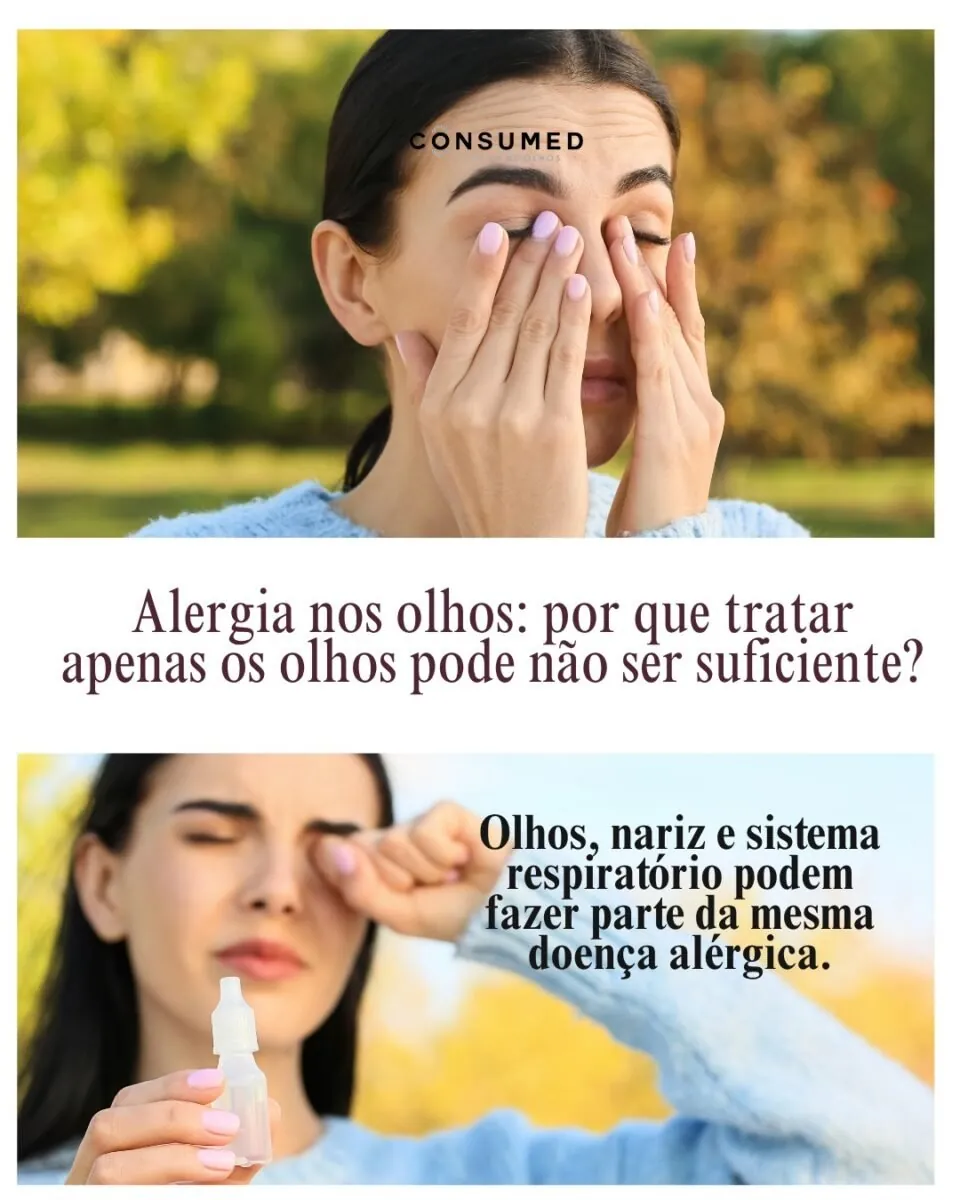 CONSUMED
OLHOS
Alergia nos olhos: por que tratar
apenas os olhos pode não ser suficiente?
Olhos, nariz e sistema
respiratório podem
fazer parte da mesma
doença alérgica.